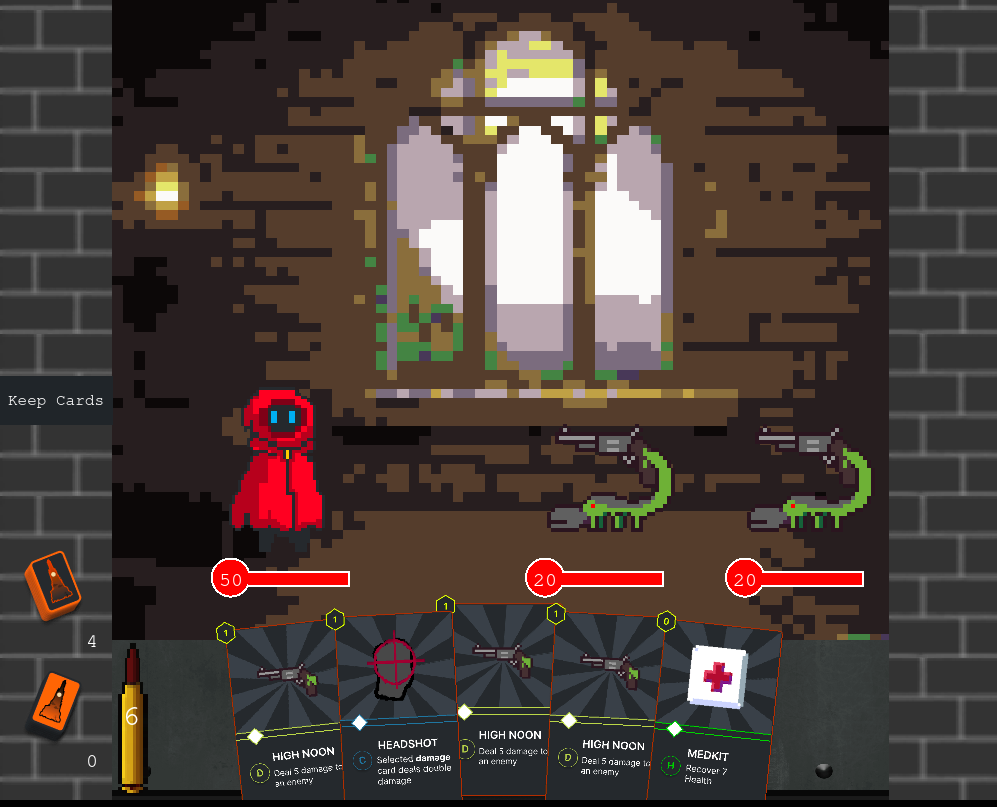 Keep Cards
50
20
20
4
6
0
1
HIGH NOON
D
Deal 5 damage to
an enemy
1
HEADSHOT
C
Selected damage
card deals double
damage
1
HIGH NOON
D
Deal 5 damage to
an enemy
1
HIGH NOON
D
Deal 5 damage to
an enemy
0
MEDKIT
H
Recover 7
Health